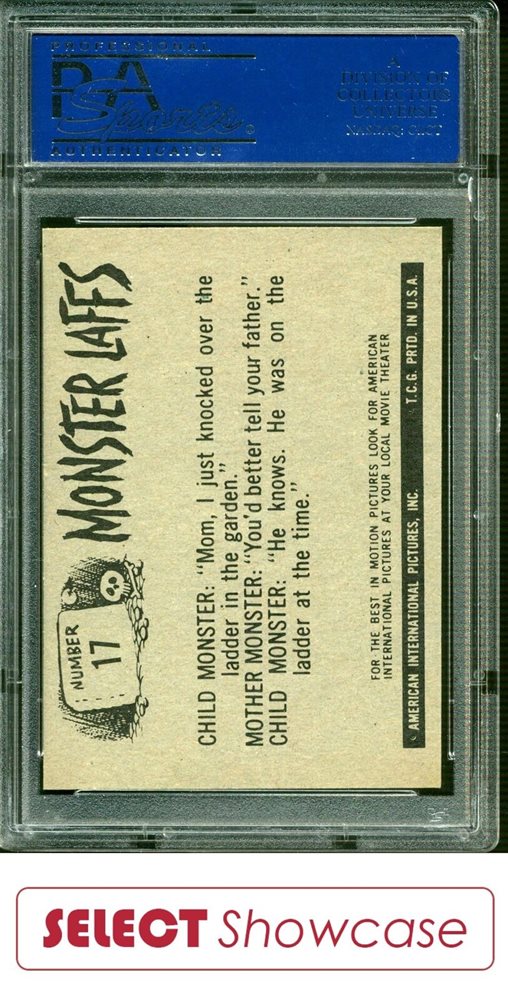 PROFESSIONAL
PSA
Sports
AUTHENTICATOR
A
DIVISION OF
COLLECTORS
UNIVERSE
NASDAQ: CLCT
NUMBER
17
MONSTER LAFFS
CHILD MONSTER: "Mom, I just knocked over the
ladder in the garden."
MOTHER MONSTER: "You'd better tell your father."
CHILD MONSTER: "He knows. He was on the
ladder at the time."
FOR THE BEST IN MOTION PICTURES LOOK FOR AMERICAN
INTERNATIONAL PICTURES AT YOUR LOCAL MOVIE THEATER
AMERICAN INTERNATIONAL PICTURES, INC. T.C.G. PRTD. IN U.S.A.
SELECT Showcase